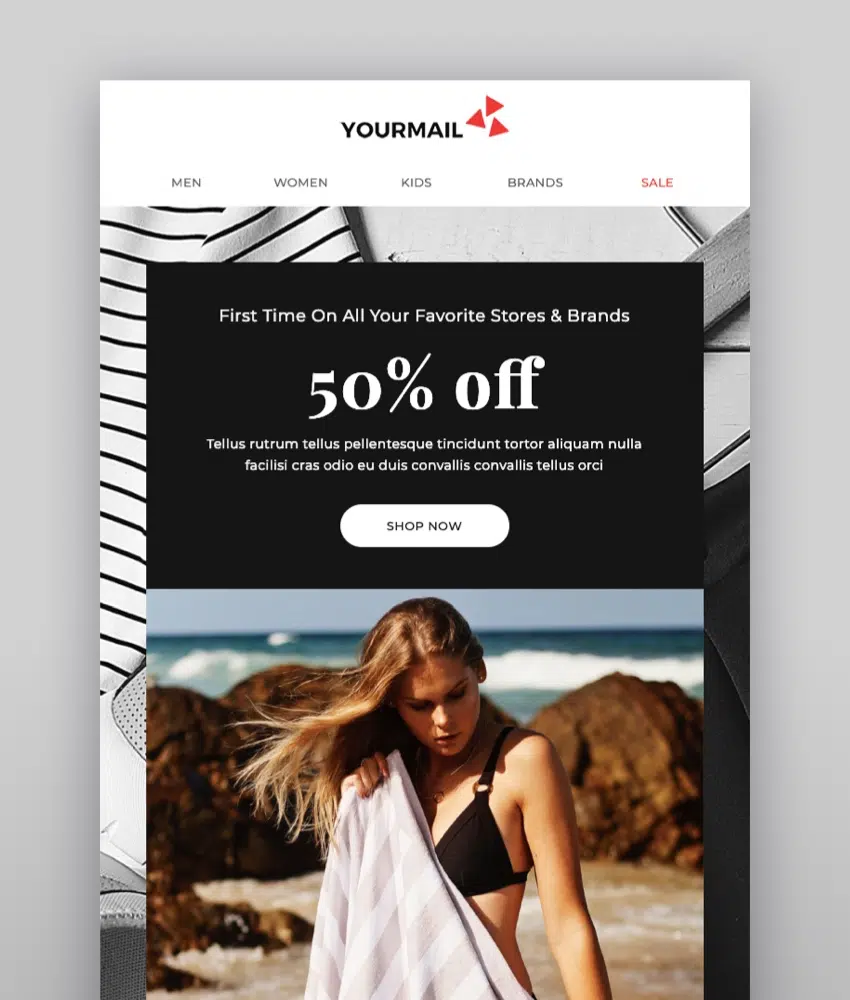 YOURMAIL
MEN WOMEN KIDS BRANDS SALE
First Time On All Your Favorite Stores & Brands
50% off
Tellus rutrum tellus pellentesque tincidunt tortor aliquam nulla
facilisi cras odio eu duis convallis convallis tellus orci
SHOP NOW